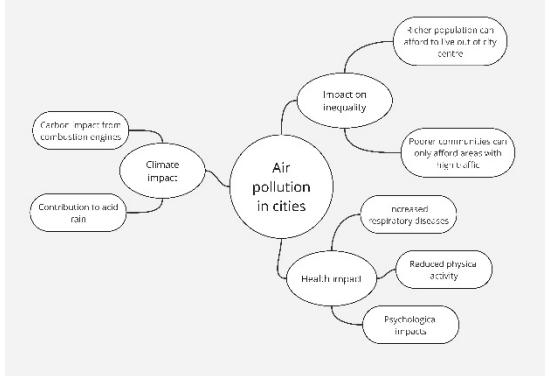 Richer population can
afford to live out of city
centre
Impact on
inequality
Poorer communities can
only afford areas with
high traffic
Carbon impact from
combustion engines
Climate
impact
Contribution to acid
rain
Air
pollution
in cities
Increased
respiratory diseases
Health impact
Reduced physical
activity
Psychological
impacts